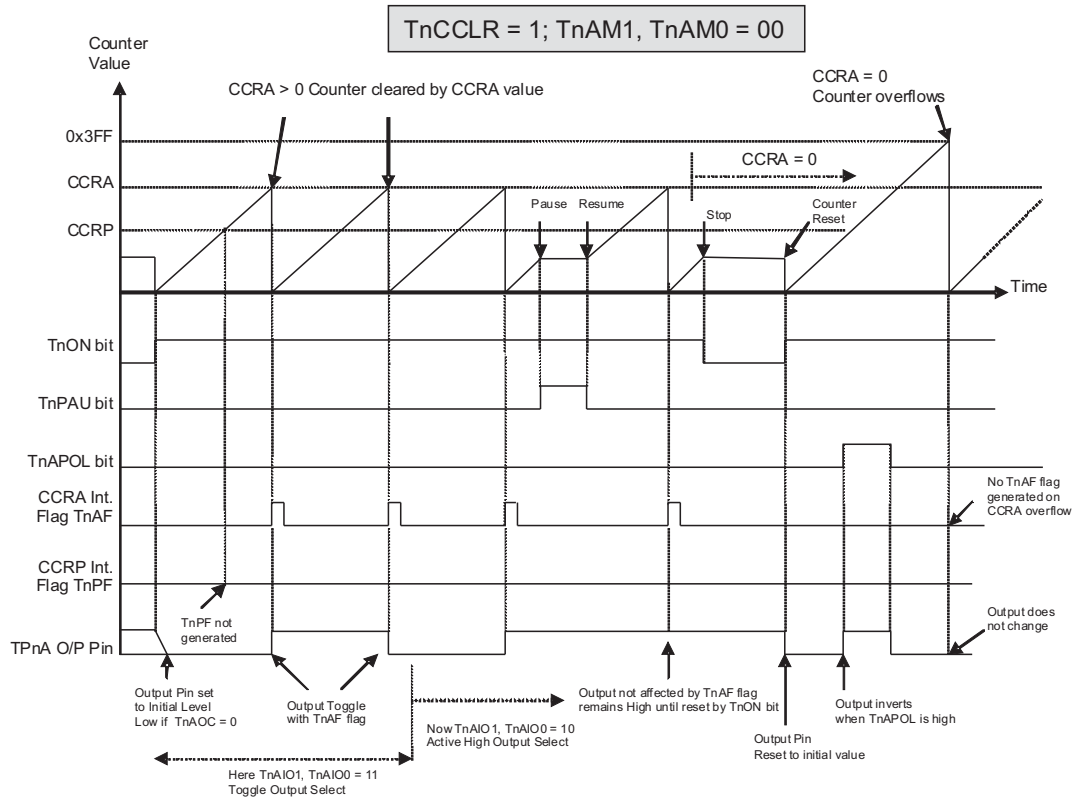 TnCCLR = 1; TnAM1, TnAM0 = 00
Counter
Value
CCRA > 0 Counter cleared by CCRA value
CCRA = 0
Counter overflows
0x3FF
CCRA = 0
CCRA
Pause
Resume
Stop
Counter
Reset
CCRP
Time
TnON bit
TnPAU bit
TnAPOL bit
CCRA Int.
Flag TnAF
No TnAF flag
generated on
CCRA overflow
CCRP Int.
Flag TnPF
TnPF not
generated
Output does
not change
TPnA O/P Pin
Output Pin set
to Initial Level
Low if TnAOC = 0
Output Toggle
with TnAF flag
Now TnAIO1, TnAIO0 = 10
Active High Output Select
Output not affected by TnAF flag
remains High until reset by TnON bit
Output inverts
when TnAPOL is high
Output Pin
Reset to initial value
Here TnAIO1, TnAIO0 = 11
Toggle Output Select